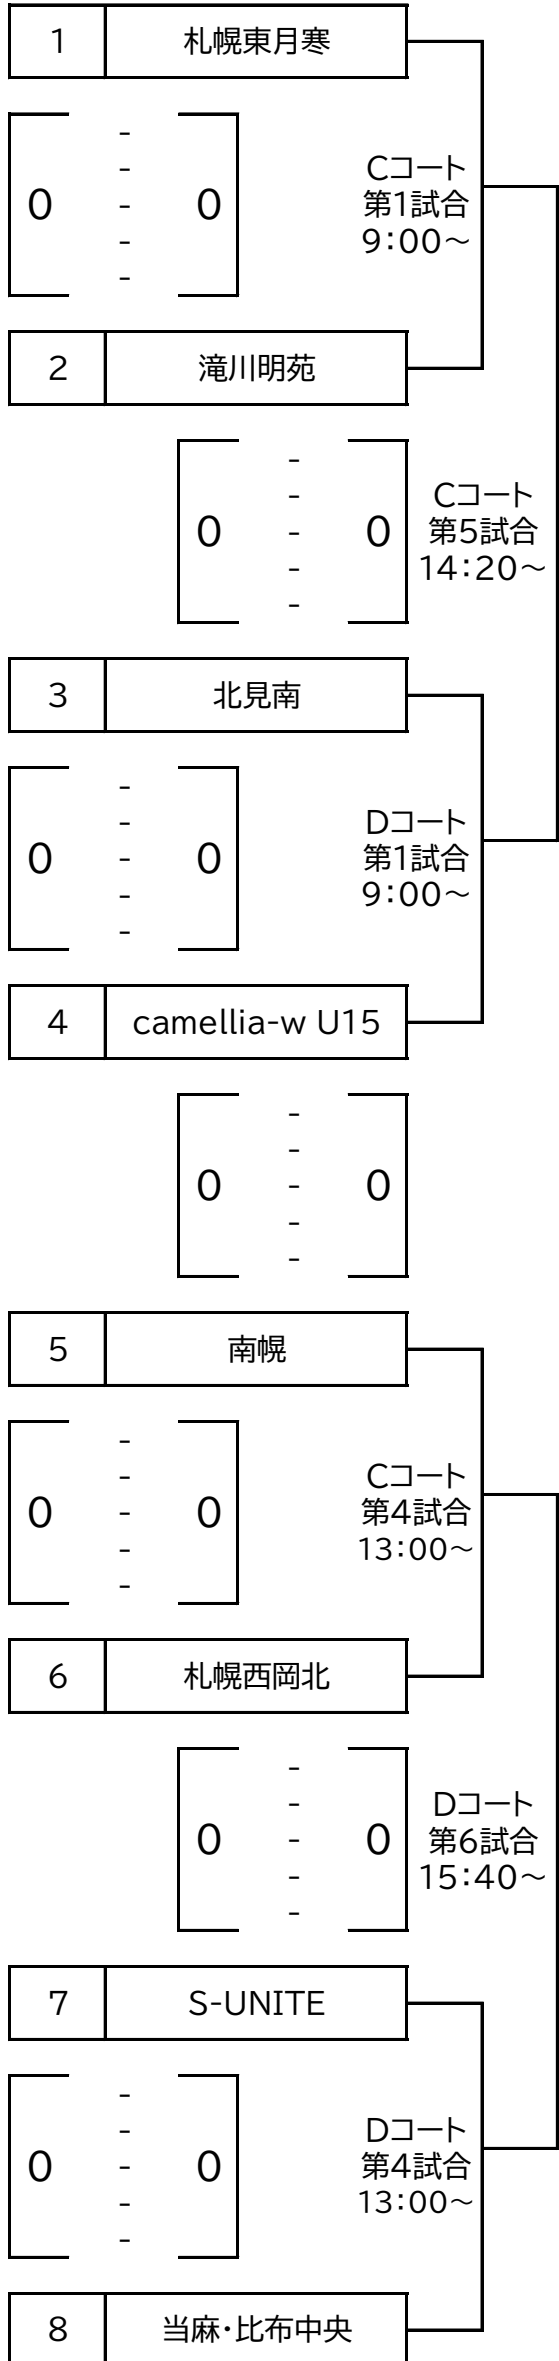 1 札幌東月寒
-
-
0 - 0
-
-
Cコート
第1試合
9:00～
2 滝川明苑
-
-
0 - 0
-
-
Cコート
第5試合
14:20～
3 北見南
-
-
0 - 0
-
-
Dコート
第1試合
9:00～
4 camellia-w U15
-
-
0 - 0
-
-
5 南幌
-
-
0 - 0
-
-
Cコート
第4試合
13:00～
6 札幌西岡北
-
-
0 - 0
-
-
Dコート
第6試合
15:40～
7 S-UNITE
-
-
0 - 0
-
-
Dコート
第4試合
13:00～
8 当麻・比布中央